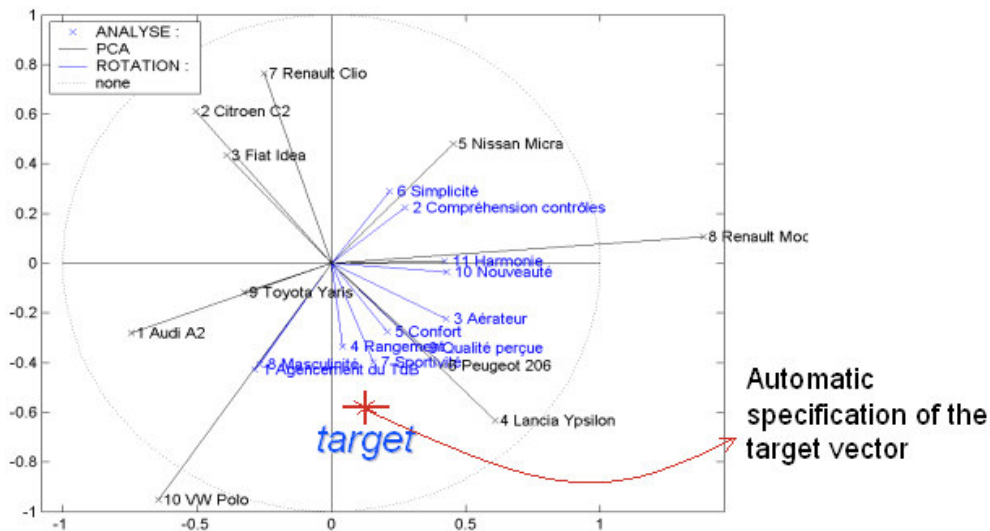 1
× ANALYSE :
PCA
ROTATION :
none
0.8
0.6
0.4
0.2
0
-0.2
-0.4
-0.6
-0.8
-1
7 Renault Clio
2 Citroen C2
3 Fiat Idea
5 Nissan Micra
6 Simplicité
2 Compréhension contrôles
8 Renault Moc
11 Harmonie
10 Nouveauté
9 Toyota Yaris
1 Audi A2
3 Aérateur
5 Confort
4 Rangement
9 Qualité perçue
8 Masculinité
7 Sportivité
Peugeot 206
1 Agencement du TdB
4 Lancia Ypsilon
10 VW Polo
target
Automatic
specification of the
target vector
-1
-0.5
0
0.5
1